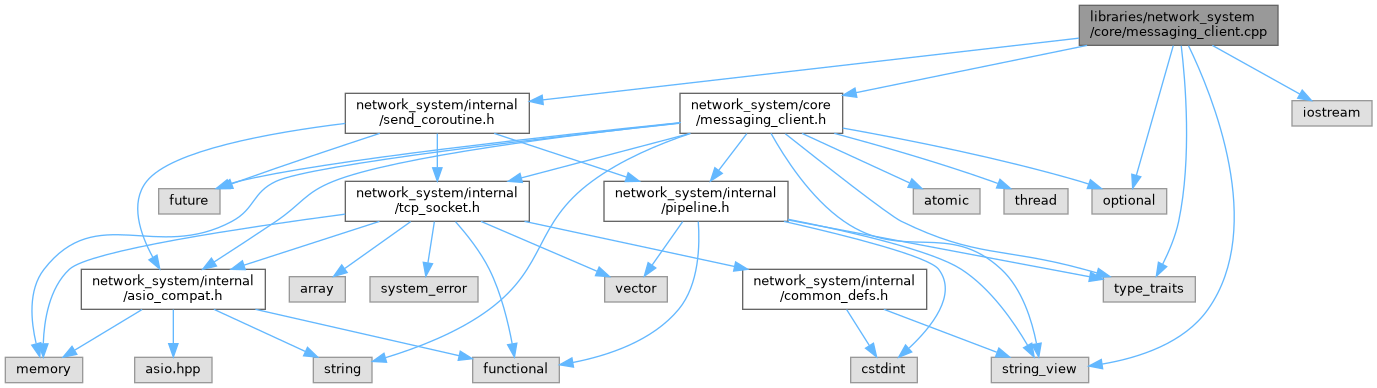 libraries/network_system
/core/messaging_client.cpp
network_system/internal
/send_coroutine.h
network_system/core
/messaging_client.h
iostream
future
network_system/internal
/tcp_socket.h
network_system/internal
/pipeline.h
atomic
thread
optional
network_system/internal
/asio_compat.h
array
system_error
vector
network_system/internal
/common_defs.h
type_traits
memory
asio.hpp
string
functional
cstdint
string_view